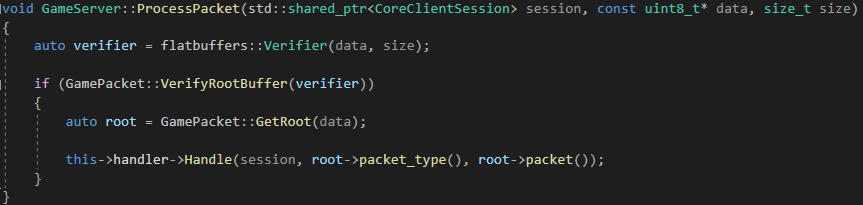 void GameServer::ProcessPacket(std::shared_ptr<CoreClientSession> session, const uint8_t* data, size_t size)
{
auto verifier = flatbuffers::Verifier(data, size);
if (GamePacket::VerifyRootBuffer(verifier))
{
auto root = GamePacket::GetRoot(data);
this->handler->Handle(session, root->packet_type(), root->packet());
}
}